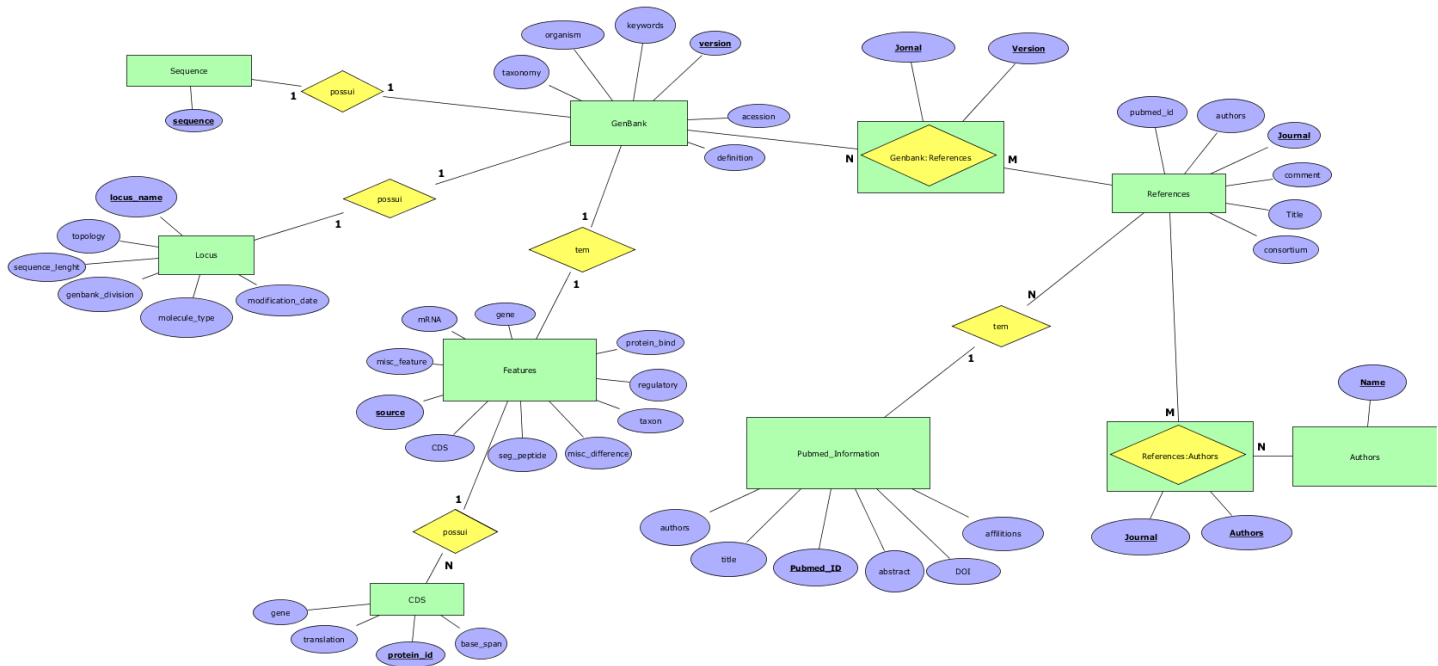 keywords
organism
version
Jornal
Version
taxonomy
Sequence
possui
1
1
sequence
GenBank
acession
definition
pubmed_id
authors
Journal
comment
Title
consortium
N
Genbank:References
M
References
1
possui
1
locus_name
topology
sequence_lenght
genbank_division
molecule_type
modification_date
Locus
1
tem
1
N
tem
1
gene
mRNA
misc_feature
source
CDS
seg_peptide
misc_difference
taxon
regulatory
protein_bind
Features
Name
M
References:Authors
N
Authors
Journal
Authors
Pubmed_Information
authors
title
Pubmed_ID
abstract
DOI
affilitions
1
possui
N
CDS
gene
translation
protein_id
base_span